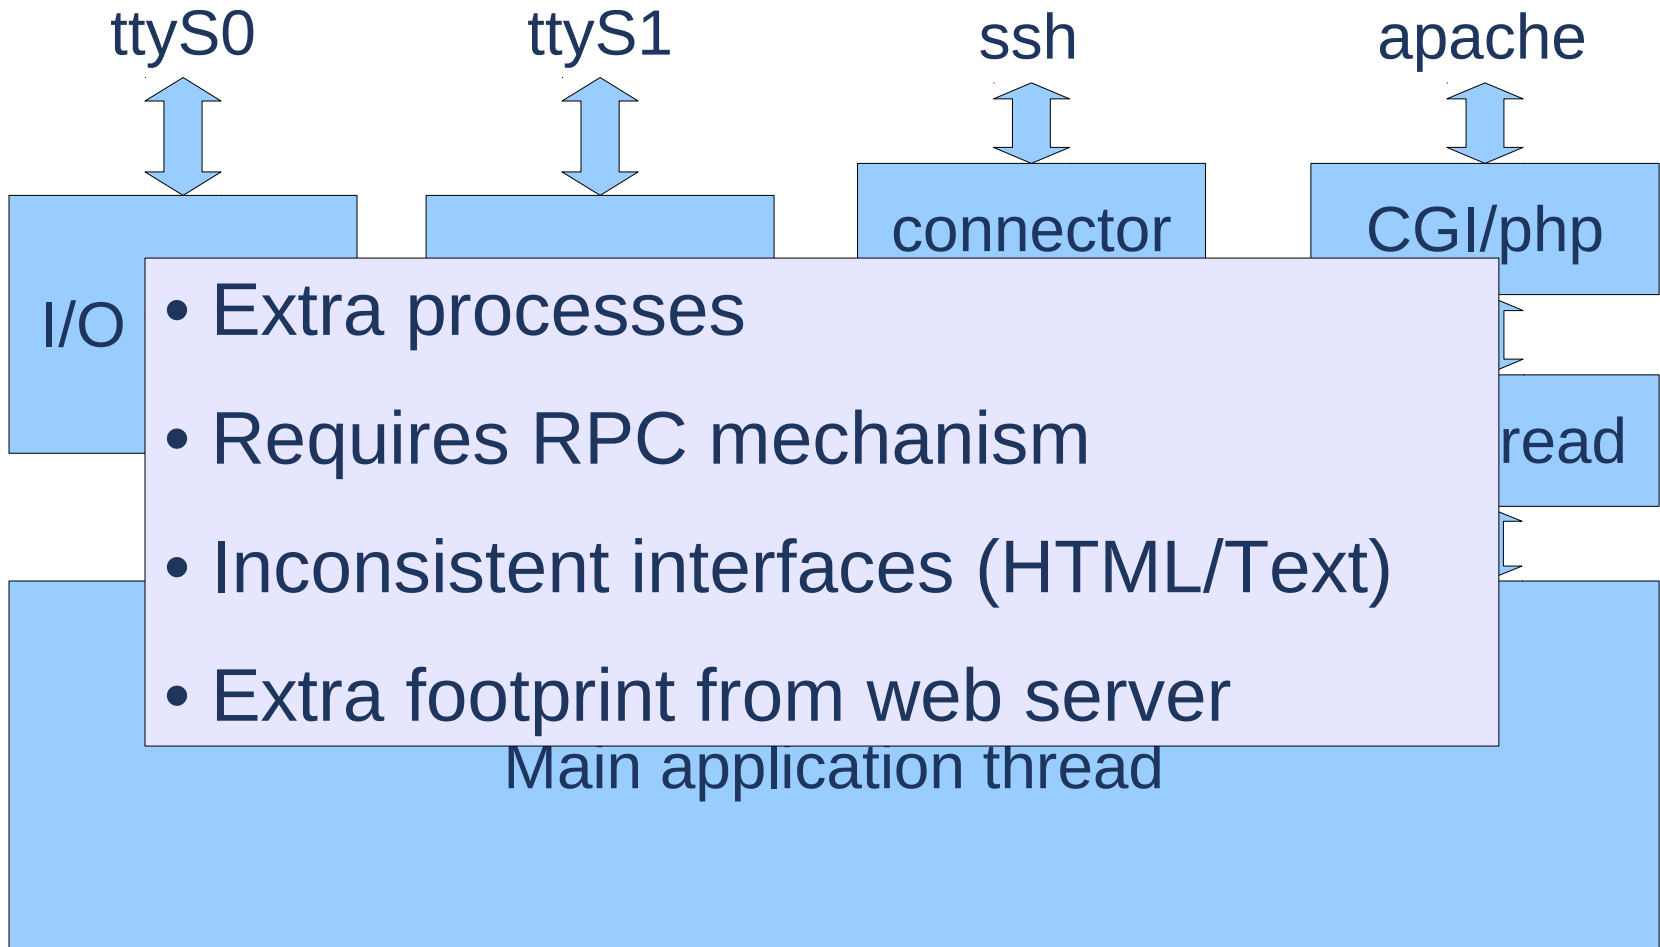 ttyS0
ttyS1
ssh
apache
connector
CGI/php
I/O
• Extra processes
• Requires RPC mechanism
read
• Inconsistent interfaces (HTML/Text)
• Extra footprint from web server
Main application thread